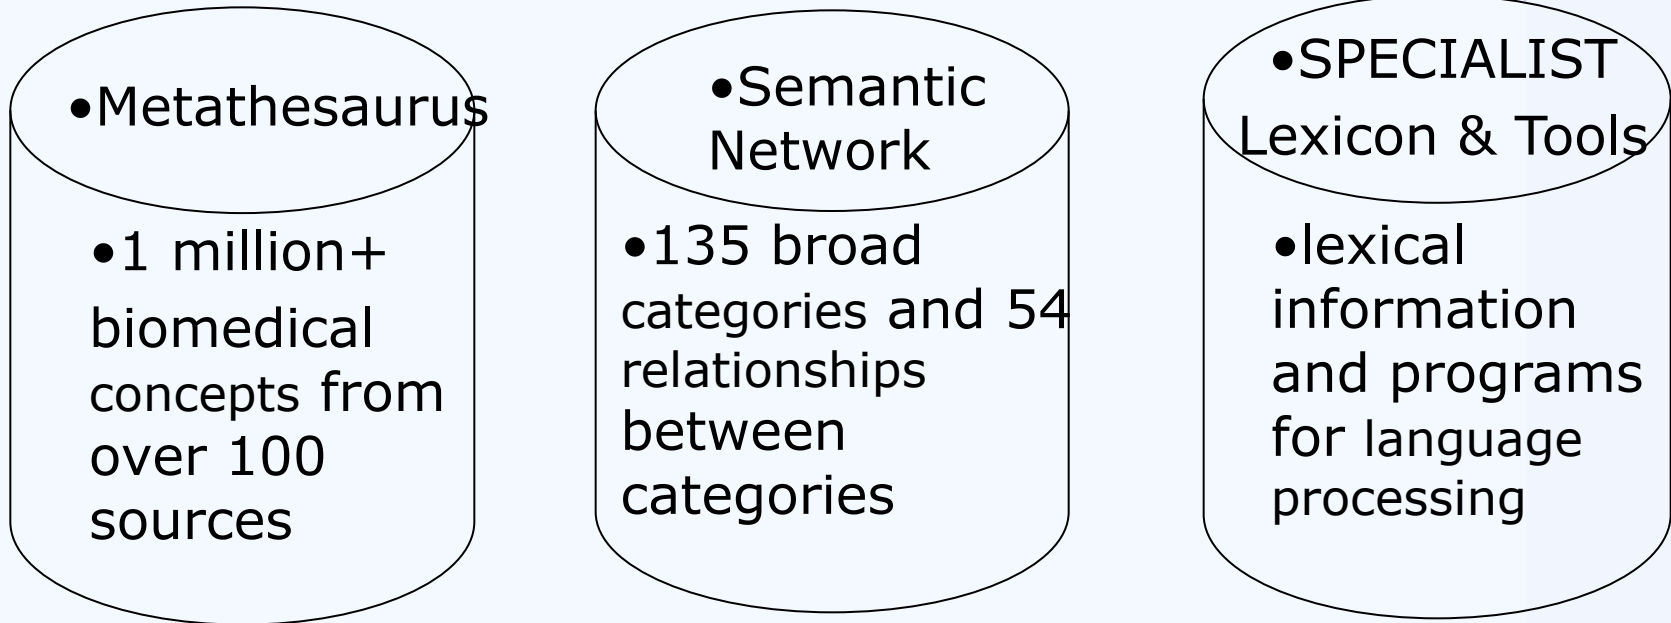 •Metathesaurus
•1 million+
biomedical
concepts from
over 100
sources
•Semantic
Network
•135 broad
categories and 54
relationships
between
categories
•SPECIALIST
Lexicon & Tools
•lexical
information
and programs
for language
processing